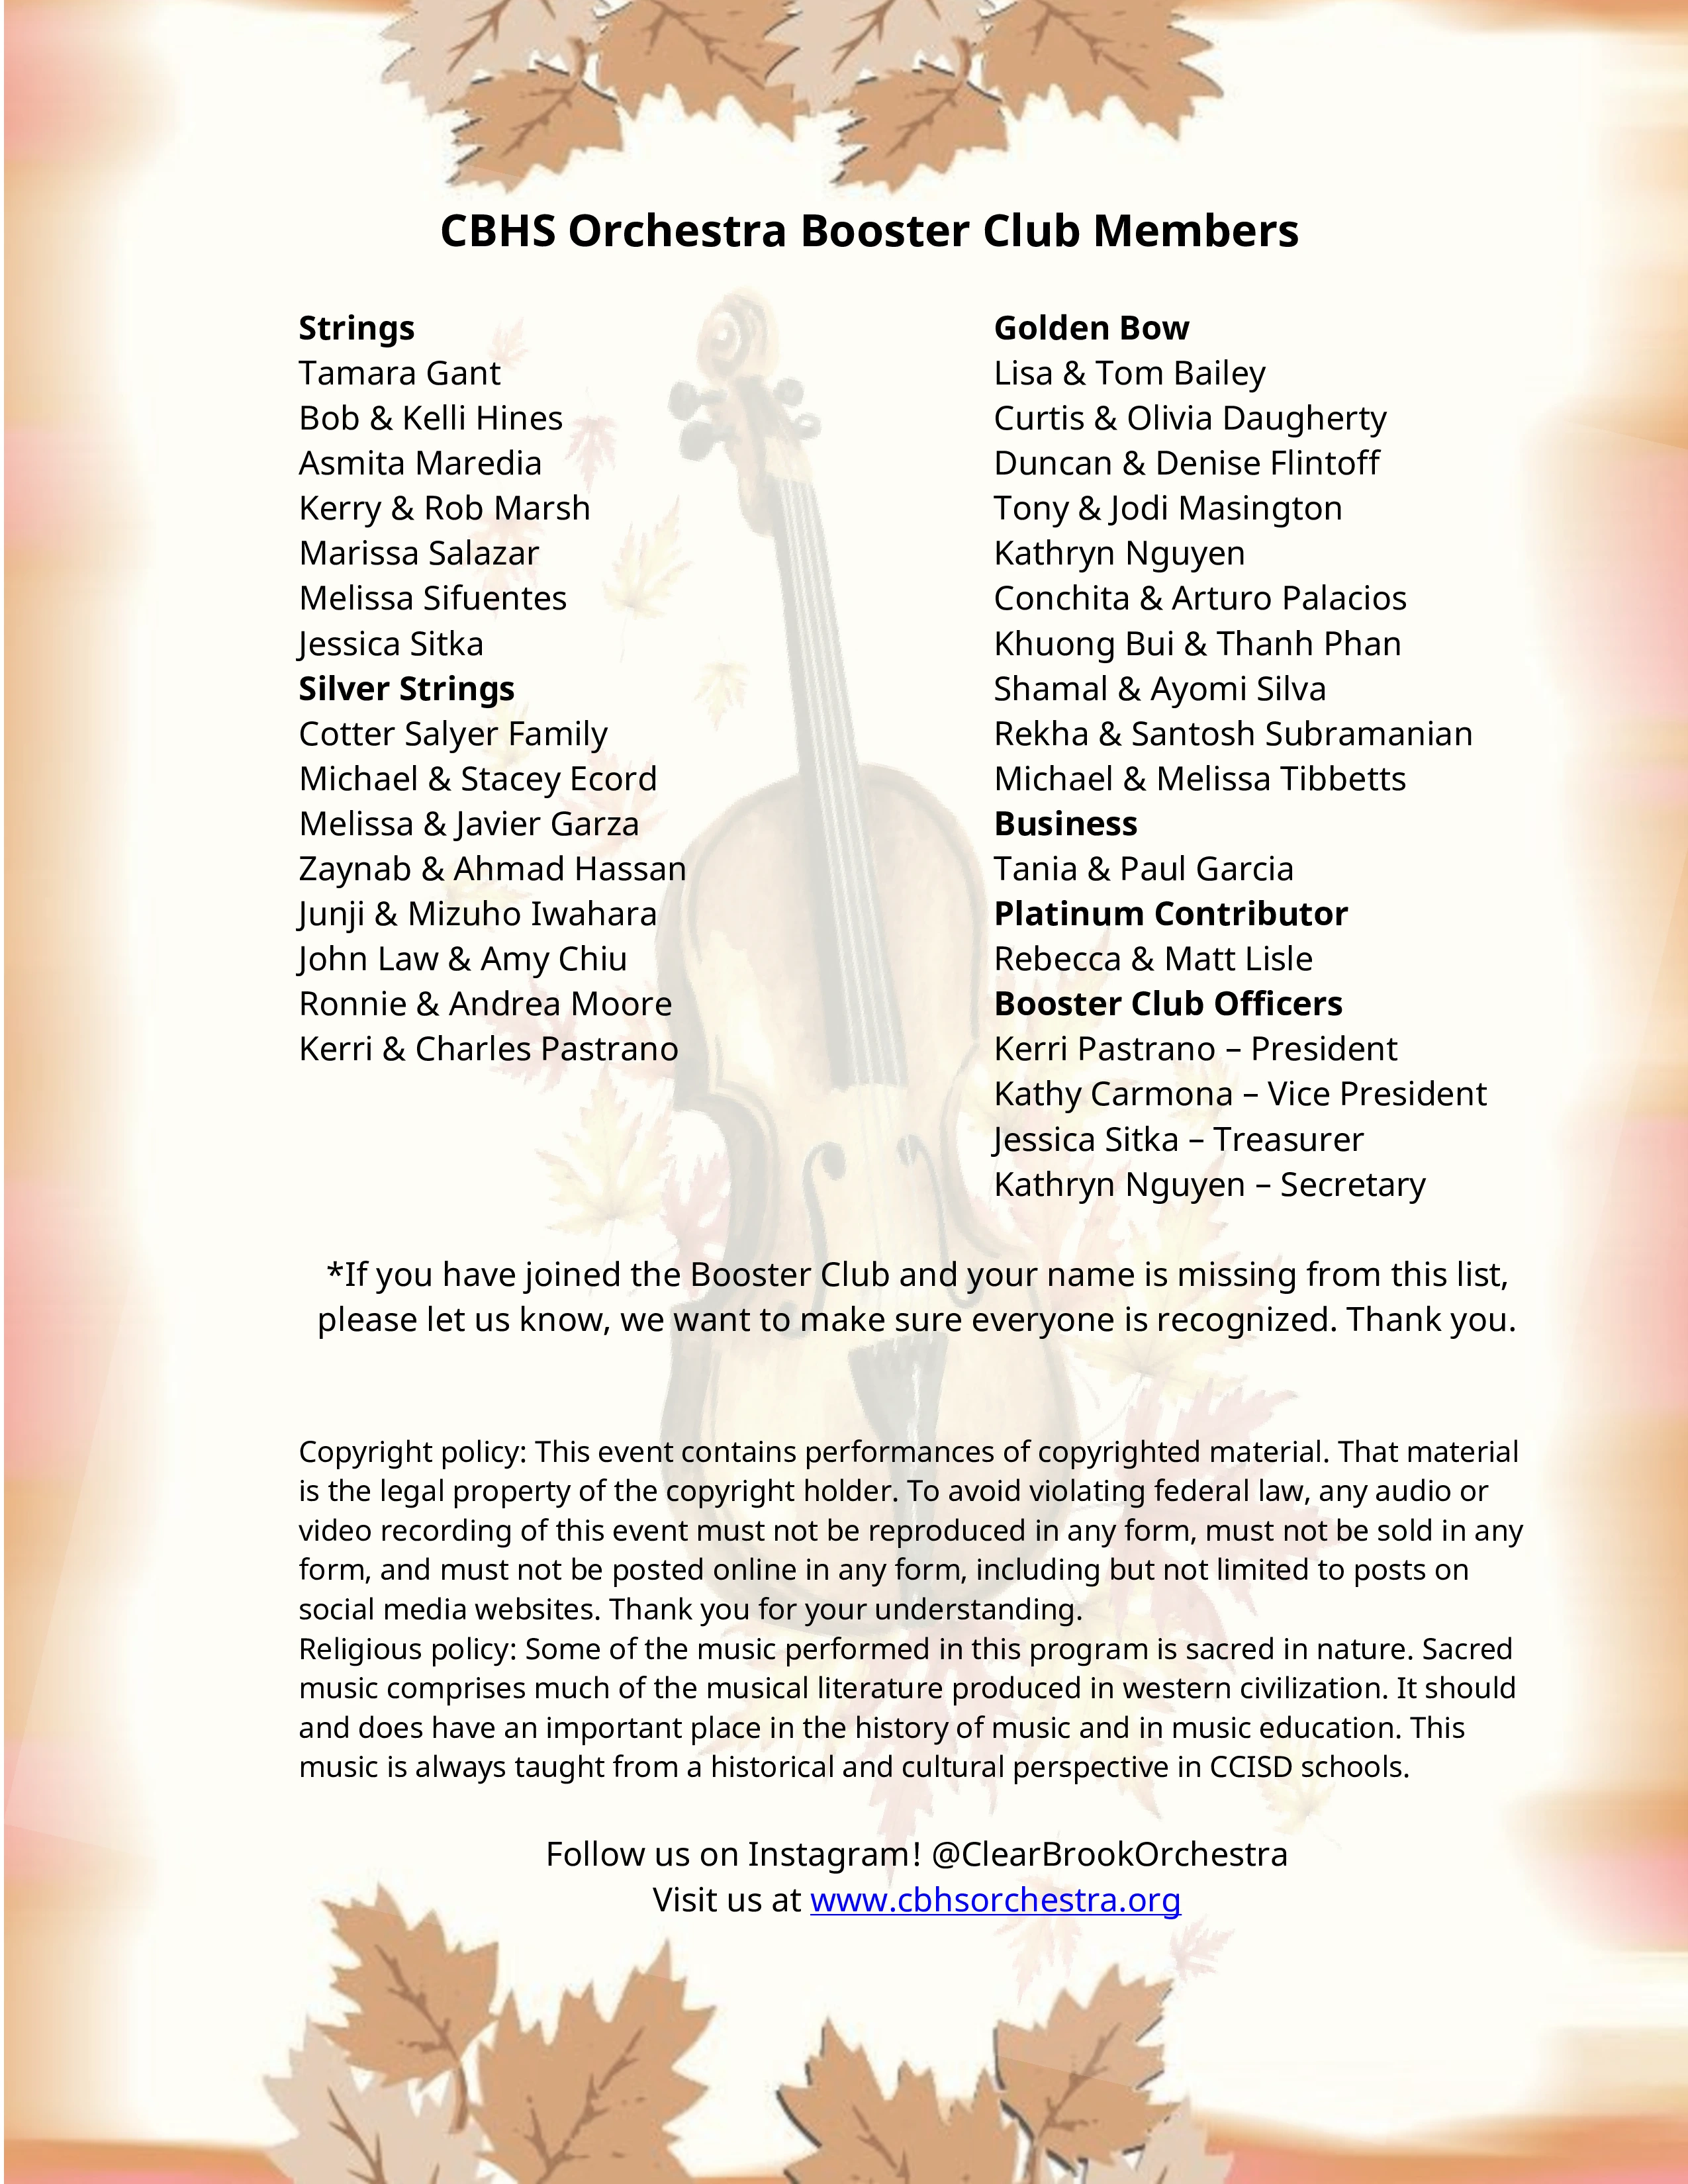 CBHS Orchestra Booster Club Members
Strings
Tamara Gant
Bob & Kelli Hines
Asmita Maredia
Kerry & Rob Marsh
Marissa Salazar
Melissa Sifuentes
Jessica Sitka
Silver Strings
Cotter Salyer Family
Michael & Stacey Ecord
Melissa & Javier Garza
Zaynab & Ahmad Hassan
Junji & Mizuho Iwahara
John Law & Amy Chiu
Ronnie & Andrea Moore
Kerri & Charles Pastrano
Golden Bow
Lisa & Tom Bailey
Curtis & Olivia Daugherty
Duncan & Denise Flintoff
Tony & Jodi Masington
Kathryn Nguyen
Conchita & Arturo Palacios
Khuong Bui & Thanh Phan
Shamal & Ayomi Silva
Rekha & Santosh Subramanian
Michael & Melissa Tibbetts
Business
Tania & Paul Garcia
Platinum Contributor
Rebecca & Matt Lisle
Booster Club Officers
Kerri Pastrano – President
Kathy Carmona – Vice President
Jessica Sitka – Treasurer
Kathryn Nguyen – Secretary
*If you have joined the Booster Club and your name is missing from this list,
please let us know, we want to make sure everyone is recognized. Thank you.
Copyright policy: This event contains performances of copyrighted material. That material
is the legal property of the copyright holder. To avoid violating federal law, any audio or
video recording of this event must not be reproduced in any form, must not be sold in any
form, and must not be posted online in any form, including but not limited to posts on
social media websites. Thank you for your understanding.
Religious policy: Some of the music performed in this program is sacred in nature. Sacred
music comprises much of the musical literature produced in western civilization. It should
and does have an important place in the history of music and in music education. This
music is always taught from a historical and cultural perspective in CCISD schools.
Follow us on Instagram! @ClearBrookOrchestra
Visit us at www.cbhsorchestra.org